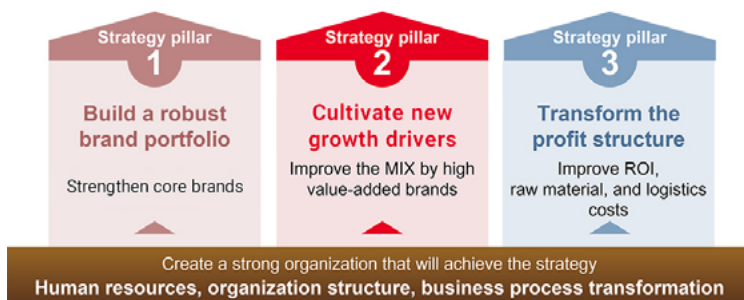 Strategy pillar
1
Build a robust
brand portfolio
Strengthen core brands
Strategy pillar
2
Cultivate new
growth drivers
Improve the MIX by high
value-added brands
Strategy pillar
3
Transform the
profit structure
Improve ROI,
raw material, and logistics
costs
Create a strong organization that will achieve the strategy
Human resources, organization structure, business process transformation